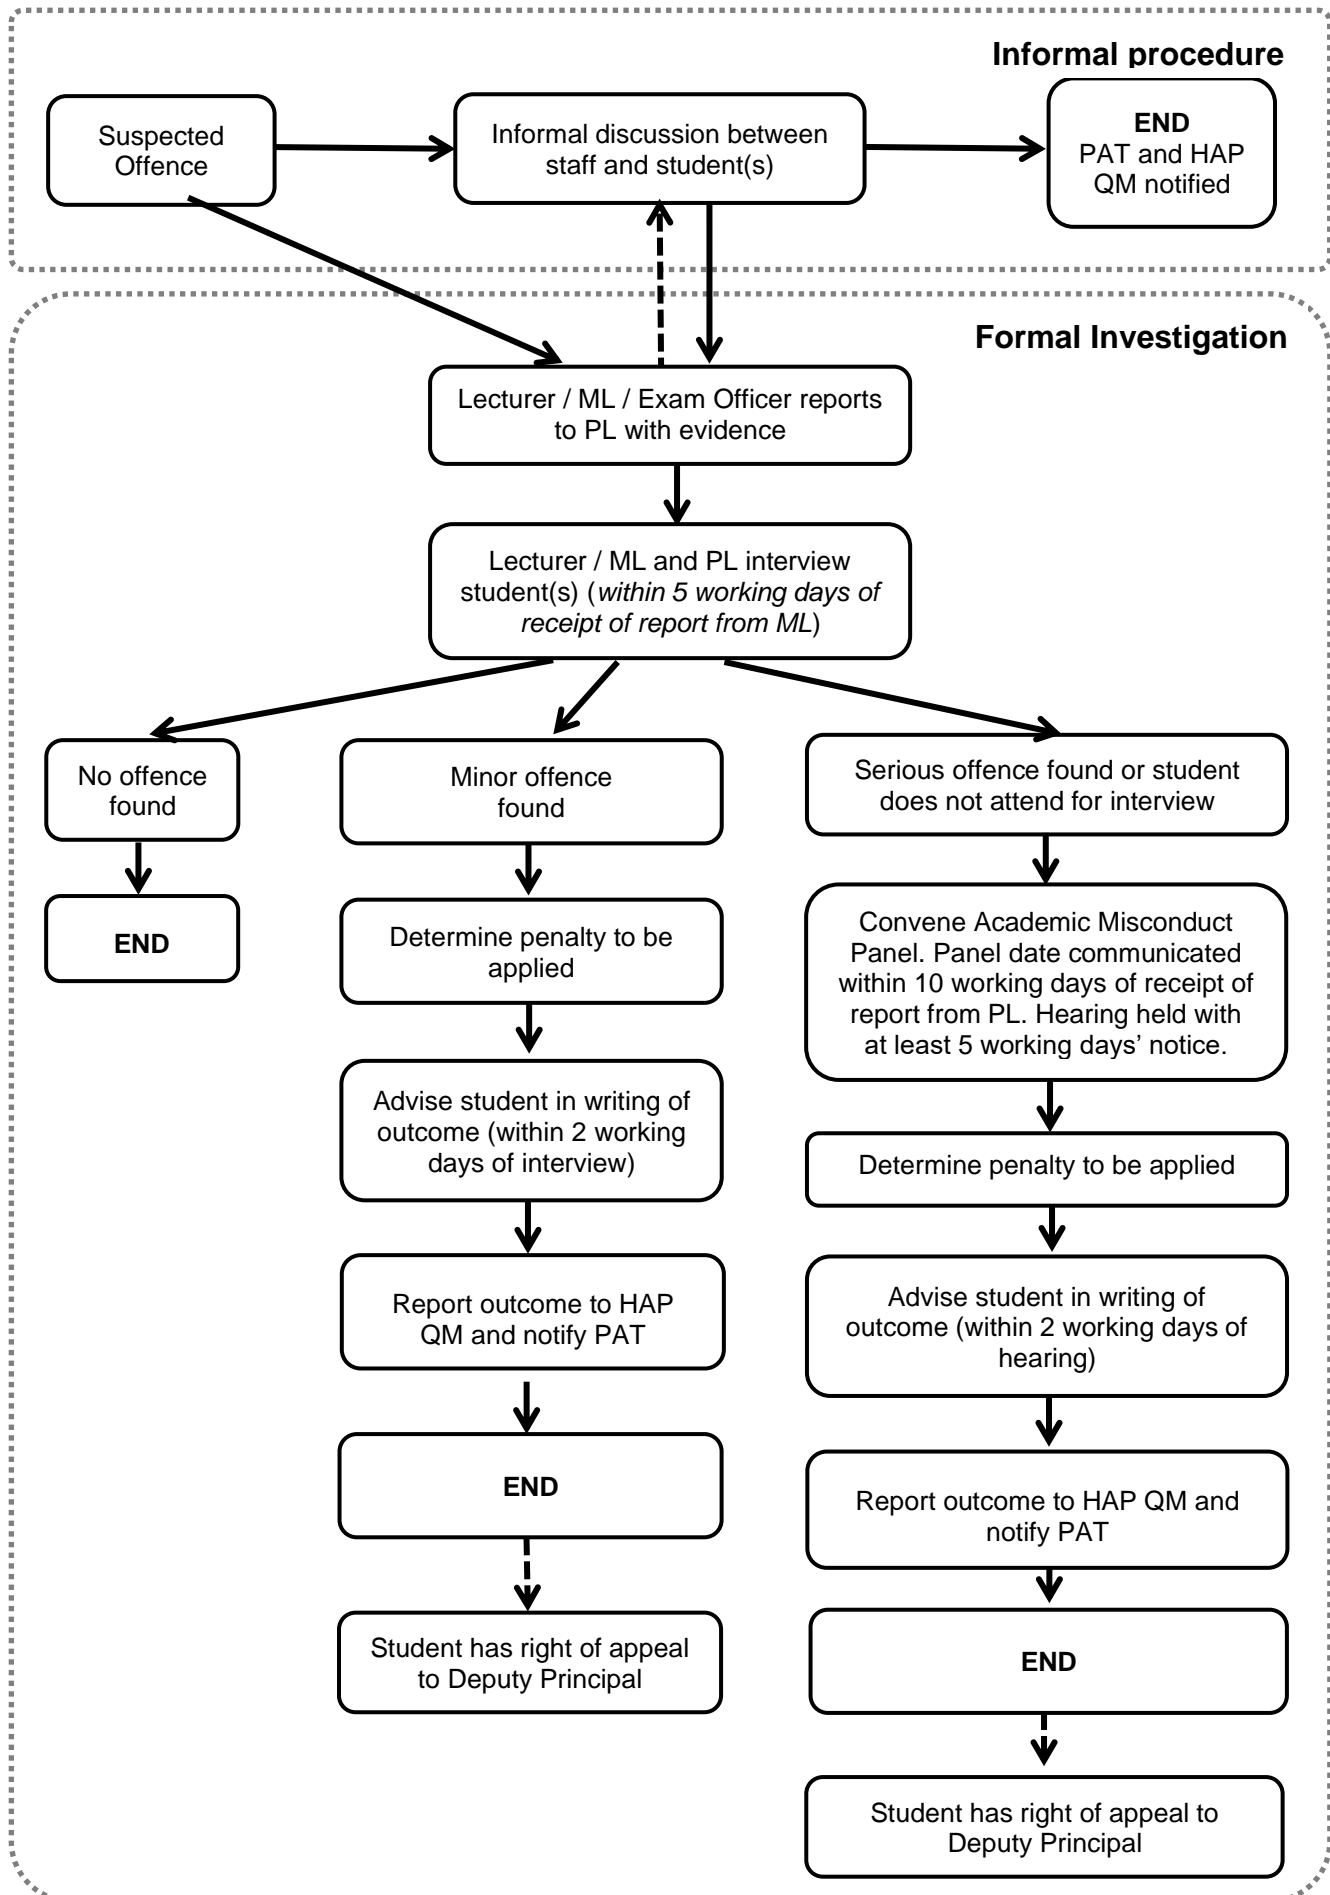 Informal procedure
Suspected
Offence
Informal discussion between
staff and student(s)
END
PAT and HAP
QM notified
Formal Investigation
Lecturer / ML / Exam Officer reports
to PL with evidence
Lecturer / ML and PL interview
student(s) (within 5 working days of
receipt of report from ML)
No offence
found
END
Minor offence
found
Determine penalty to be
applied
Advise student in writing of
outcome (within 2 working
days of interview)
Report outcome to HAP
QM and notify PAT
END
Student has right of appeal
to Deputy Principal
Serious offence found or student
does not attend for interview
Convene Academic Misconduct
Panel. Panel date communicated
within 10 working days of receipt of
report from PL. Hearing held with
at least 5 working days’ notice.
Determine penalty to be applied
Advise student in writing of
outcome (within 2 working days of
hearing)
Report outcome to HAP QM and
notify PAT
END
Student has right of appeal to
Deputy Principal